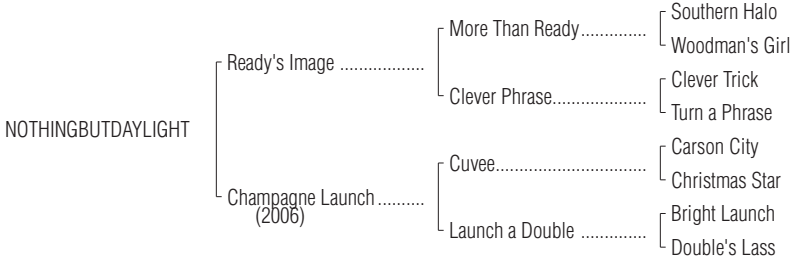 Southern Halo
More Than Ready..............
Woodman's Girl
Ready's Image ..................
Clever Trick
Clever Phrase....................
Turn a Phrase
NOTHINGBUTDAYLIGHT
Carson City
Cuvee................................
Christmas Star
Champagne Launch..........
(2006)
Bright Launch
Launch a Double ..............
Double's Lass